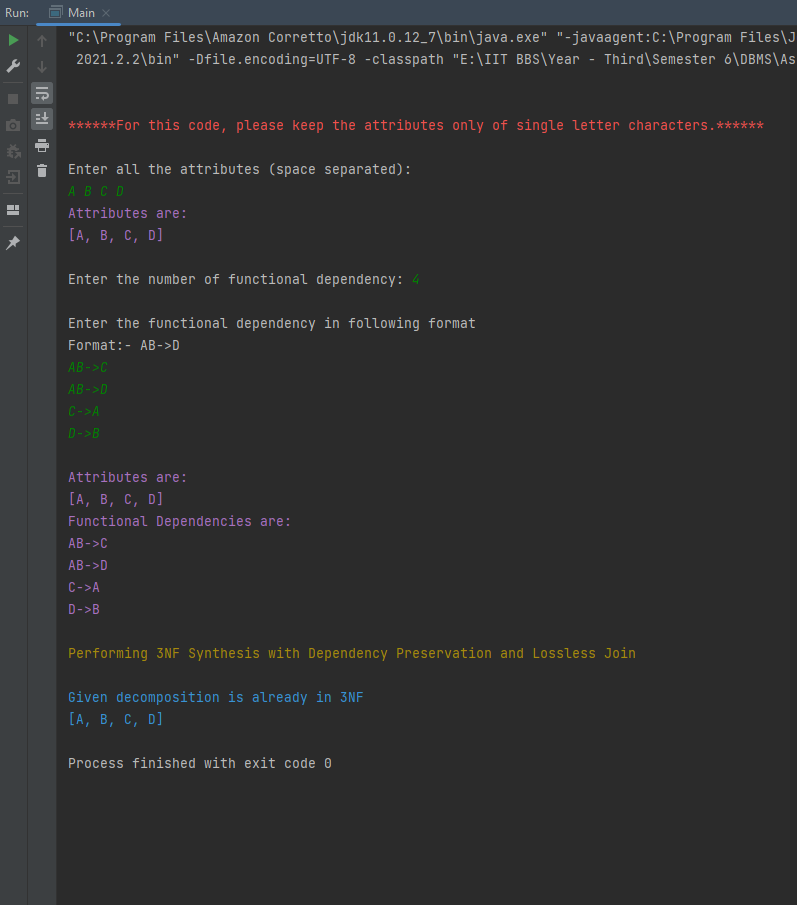 Run: Main
"C:\Program Files\Amazon Corretto\jdk11.0.12_7\bin\java.exe" "-javaagent:C:\Program Files\J
2021.2.2\bin" -Dfile.encoding=UTF-8 -classpath "E:\IIT BBS\Year - Third\Semester 6\DBMS\As
******For this code, please keep the attributes only of single letter characters.******
Enter all the attributes (space separated):
A B C D
Attributes are:
[A, B, C, D]
Enter the number of functional dependency: 4
Enter the functional dependency in following format
Format:- AB->D
AB->C
AB->D
C->A
D->B
Attributes are:
[A, B, C, D]
Functional Dependencies are:
AB->C
AB->D
C->A
D->B
Performing 3NF Synthesis with Dependency Preservation and Lossless Join
Given decomposition is already in 3NF
[A, B, C, D]
Process finished with exit code 0